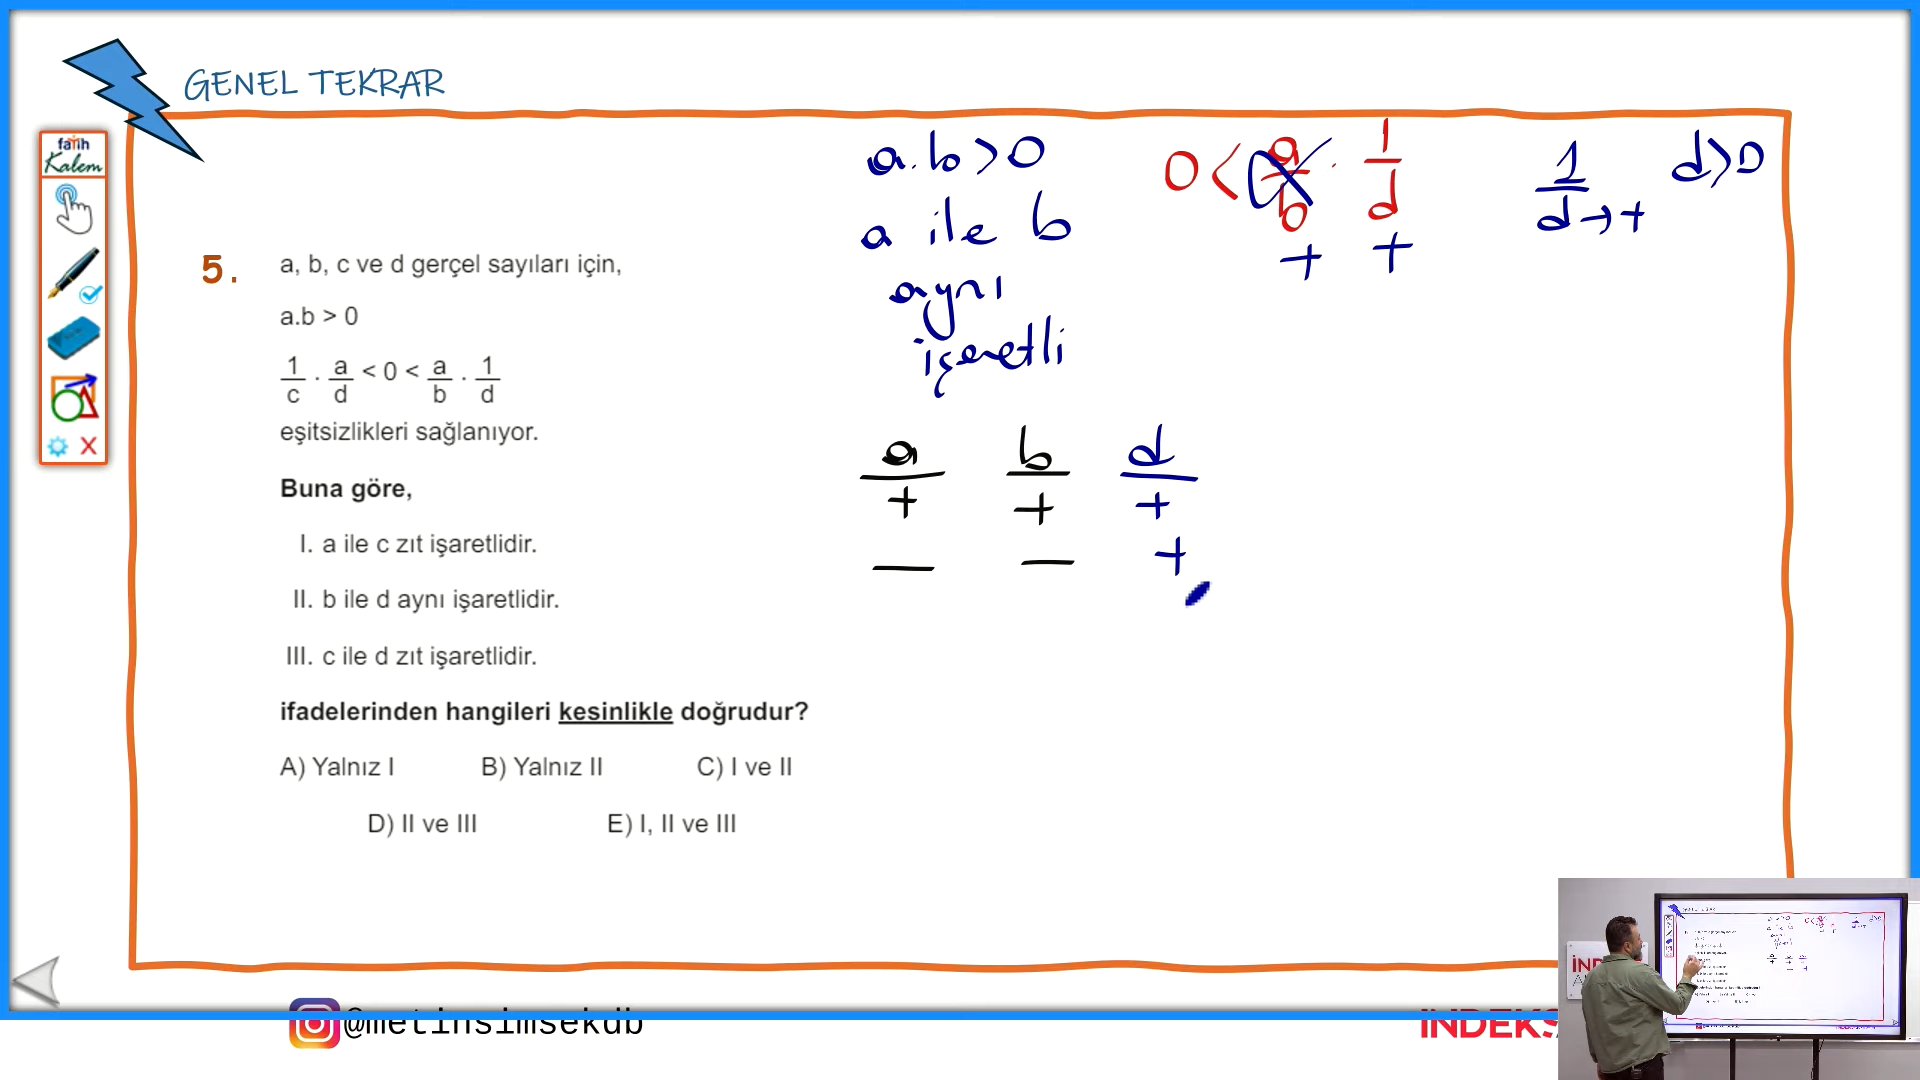 GENEL TEKRAR
fatih
Kalem
5.
a, b, c ve d gerçel sayıları için,
a.b > 0
1/c . a/d < 0 < a/b . 1/d
eşitsizlikleri sağlanıyor.
Buna göre,
I. a ile c zıt işaretlidir.
II. b ile d aynı işaretlidir.
III. c ile d zıt işaretlidir.
ifadelerinden hangileri kesinlikle doğrudur?
A) Yalnız I B) Yalnız II C) I ve II
D) II ve III E) I, II ve III
a.b>0
a ile b
aynı
işaretli
0 < a/b . 1/d
+ +
1/d → +
d>0
a b d
+ + +
— — +
@metinsimsekdb
INDEKS